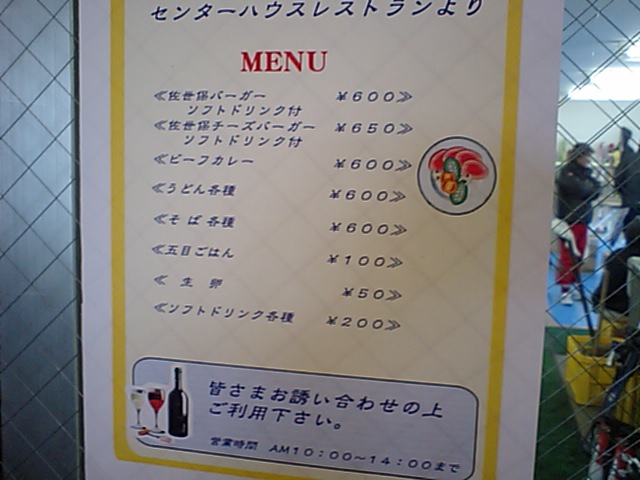 センターハウスレストランより
MENU
≪佐世保バーガー ￥600≫
ソフトドリンク付
≪佐世保チーズバーガー ￥650≫
ソフトドリンク付
≪ビーフカレー ￥600≫
≪うどん各種 ￥600≫
≪そば各種 ￥600≫
≪五目ごはん ￥100≫
≪生卵 ￥50≫
≪ソフトドリンク各種 ￥200≫
皆さまお誘い合わせの上
ご利用下さい。
営業時間 AM10：00～14：00まで